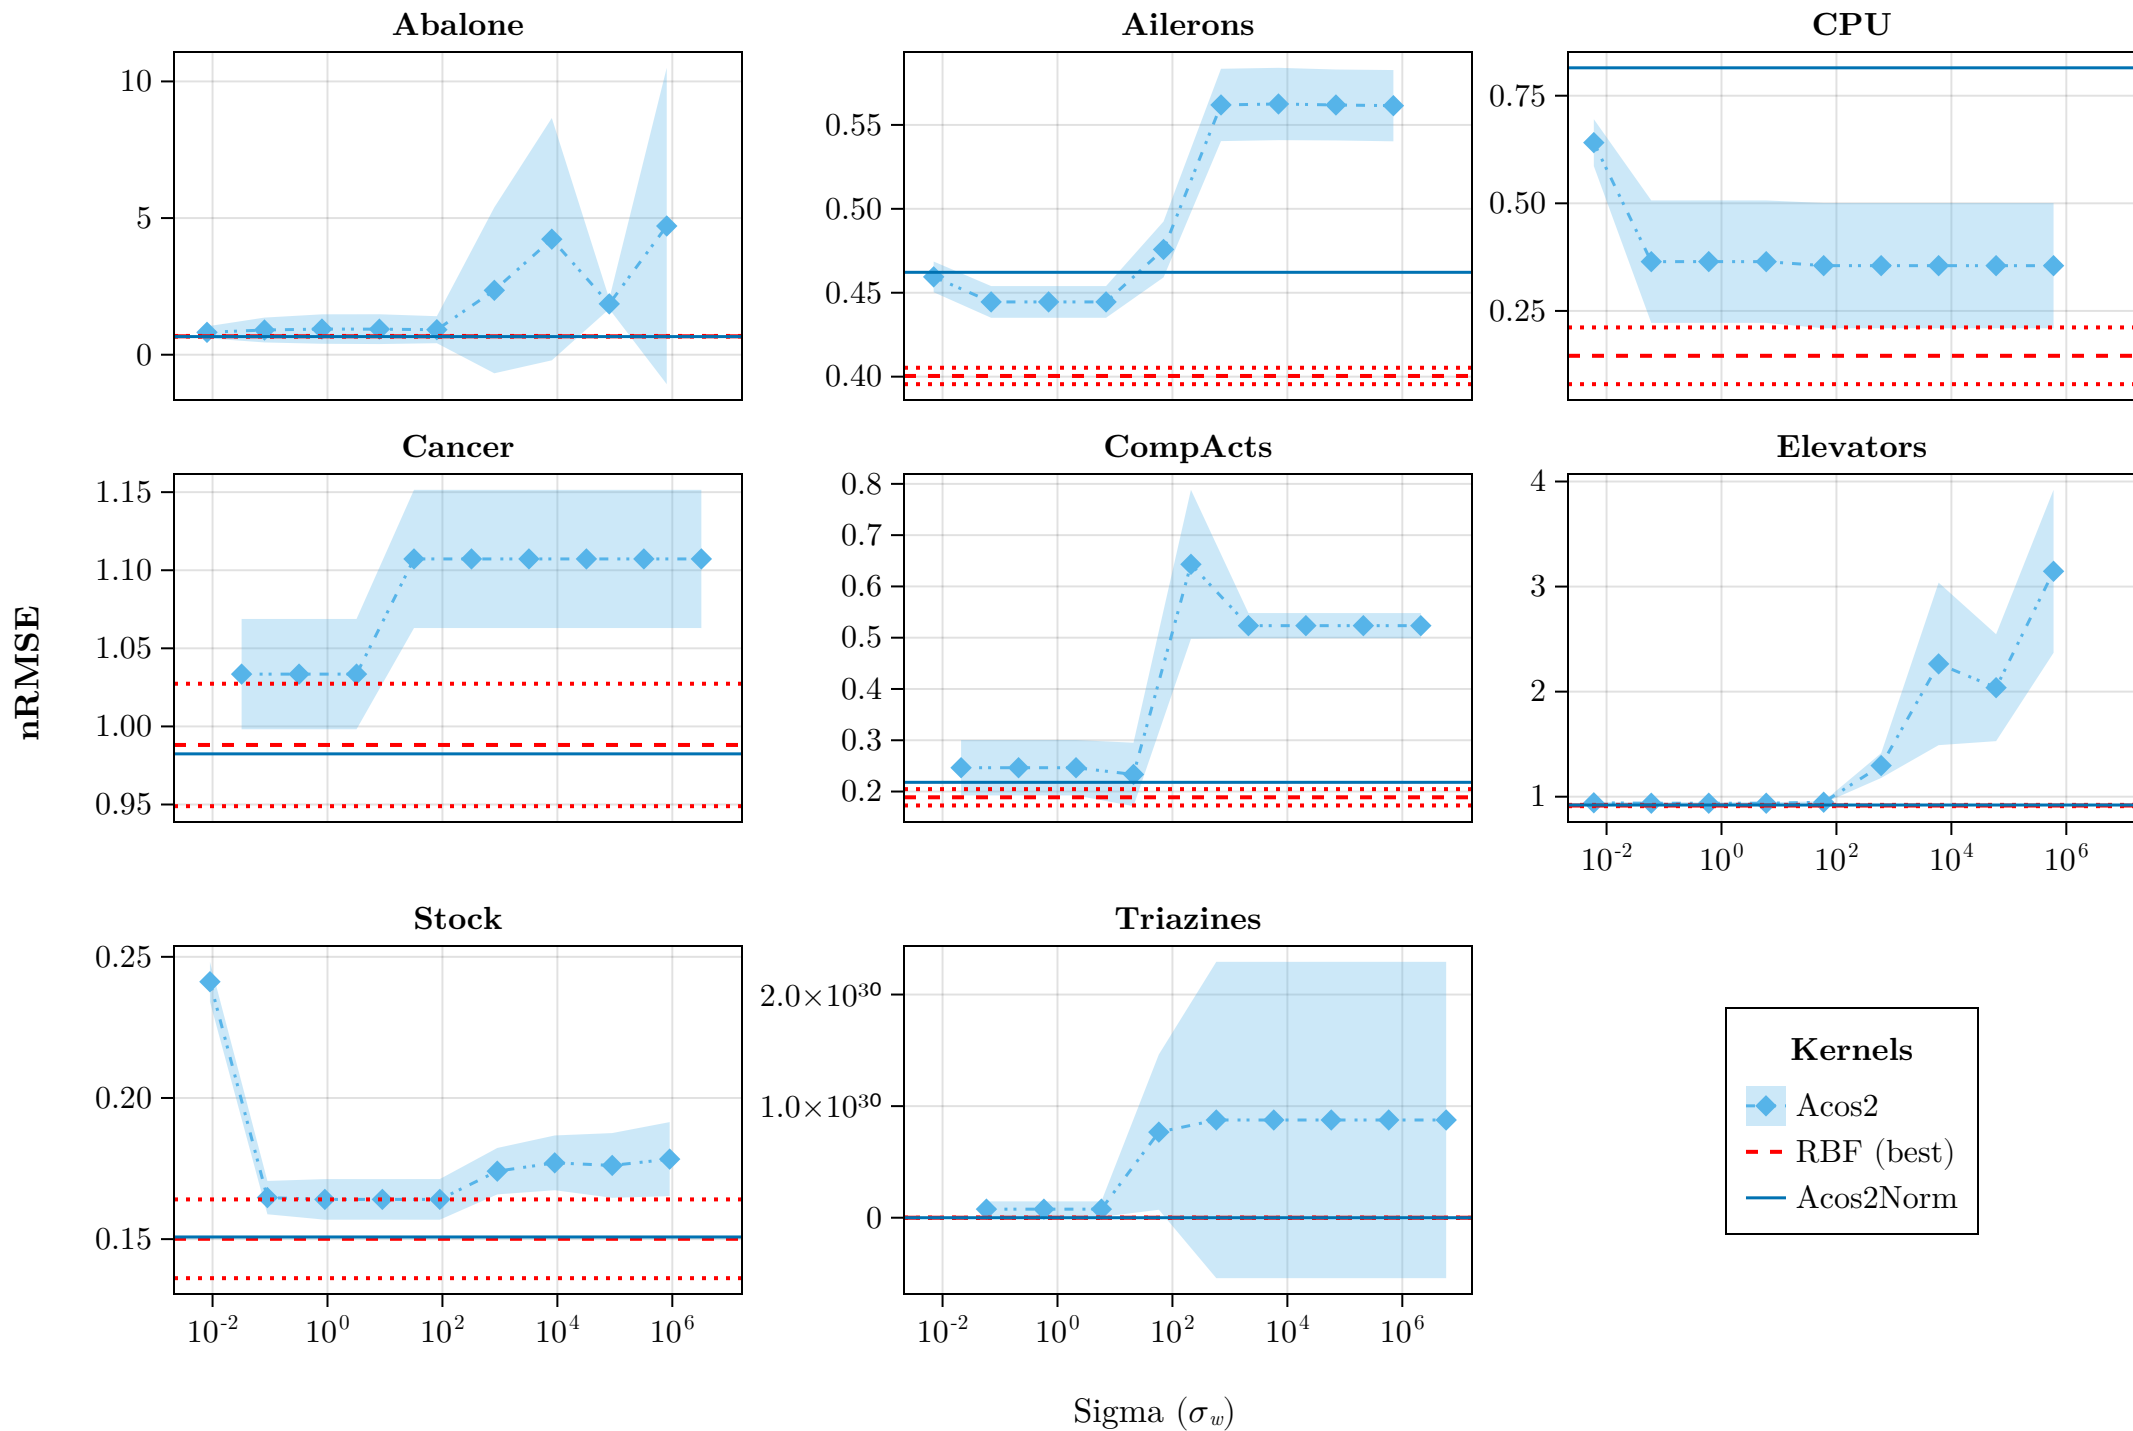 Abalone
10
5
0
Ailerons
0.55
0.50
0.45
0.40
CPU
0.75
0.50
0.25
Cancer
1.15
1.10
1.05
1.00
0.95
CompActs
0.8
0.7
0.6
0.5
0.4
0.3
0.2
Elevators
4
3
2
1
10⁻² 10⁰ 10² 10⁴ 10⁶
nRMSE
Stock
0.25
0.20
0.15
10⁻² 10⁰ 10² 10⁴ 10⁶
Triazines
2.0×10³⁰
1.0×10³⁰
0
10⁻² 10⁰ 10² 10⁴ 10⁶
Kernels
Acos2
RBF (best)
Acos2Norm
Sigma (σ_w)